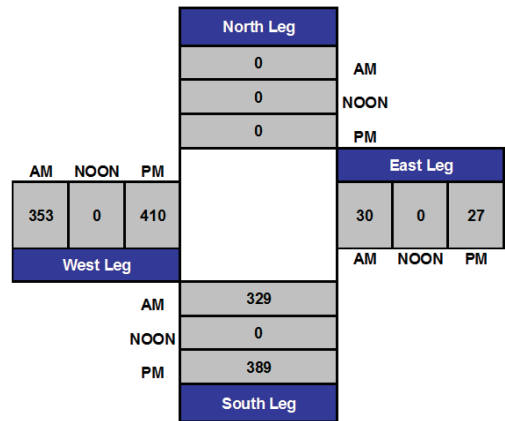 North Leg
0
AM
0
NOON
0
PM
AM NOON PM
East Leg
353 0 410
30 0 27
West Leg
AM NOON PM
AM 329
NOON 0
PM 389
South Leg